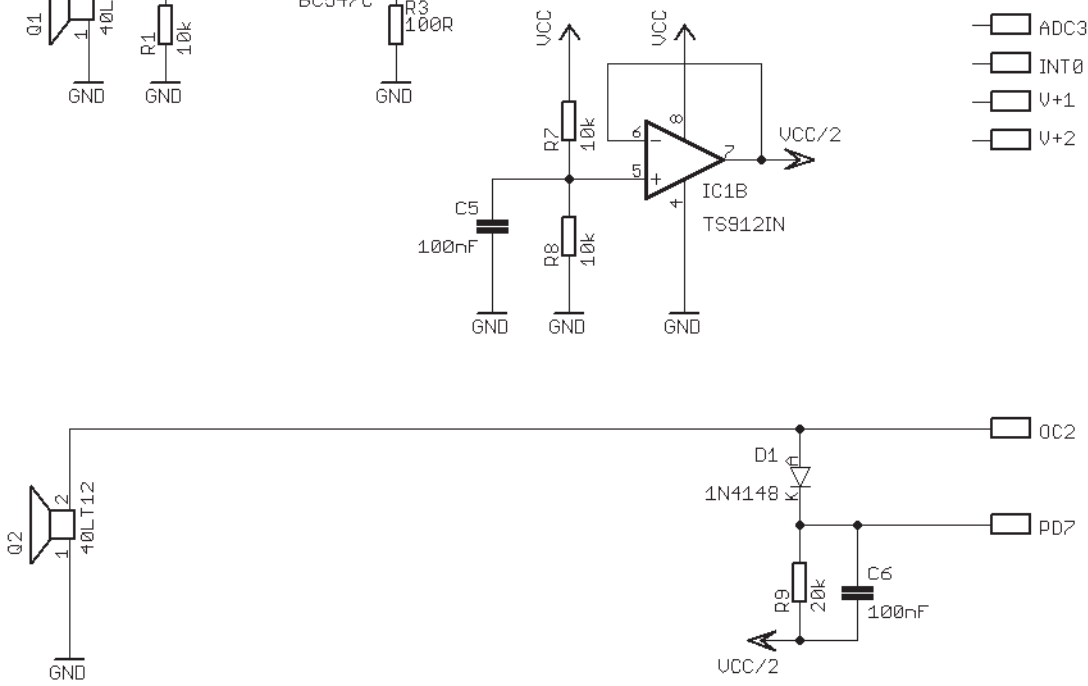 Q1
1
R1
10k
R3
100R
GND
GND
GND
VCC
VCC
ADC3
INT0
V+1
V+2
R7
10k
6
-
8
7
VCC/2
5
+
4
IC1B
TS912IN
C5
100nF
R8
10k
GND
GND
GND
OC2
D1
A
1N4148
K
2
1
Q2
40LT12
PD7
R9
20k
C6
100nF
VCC/2
GND